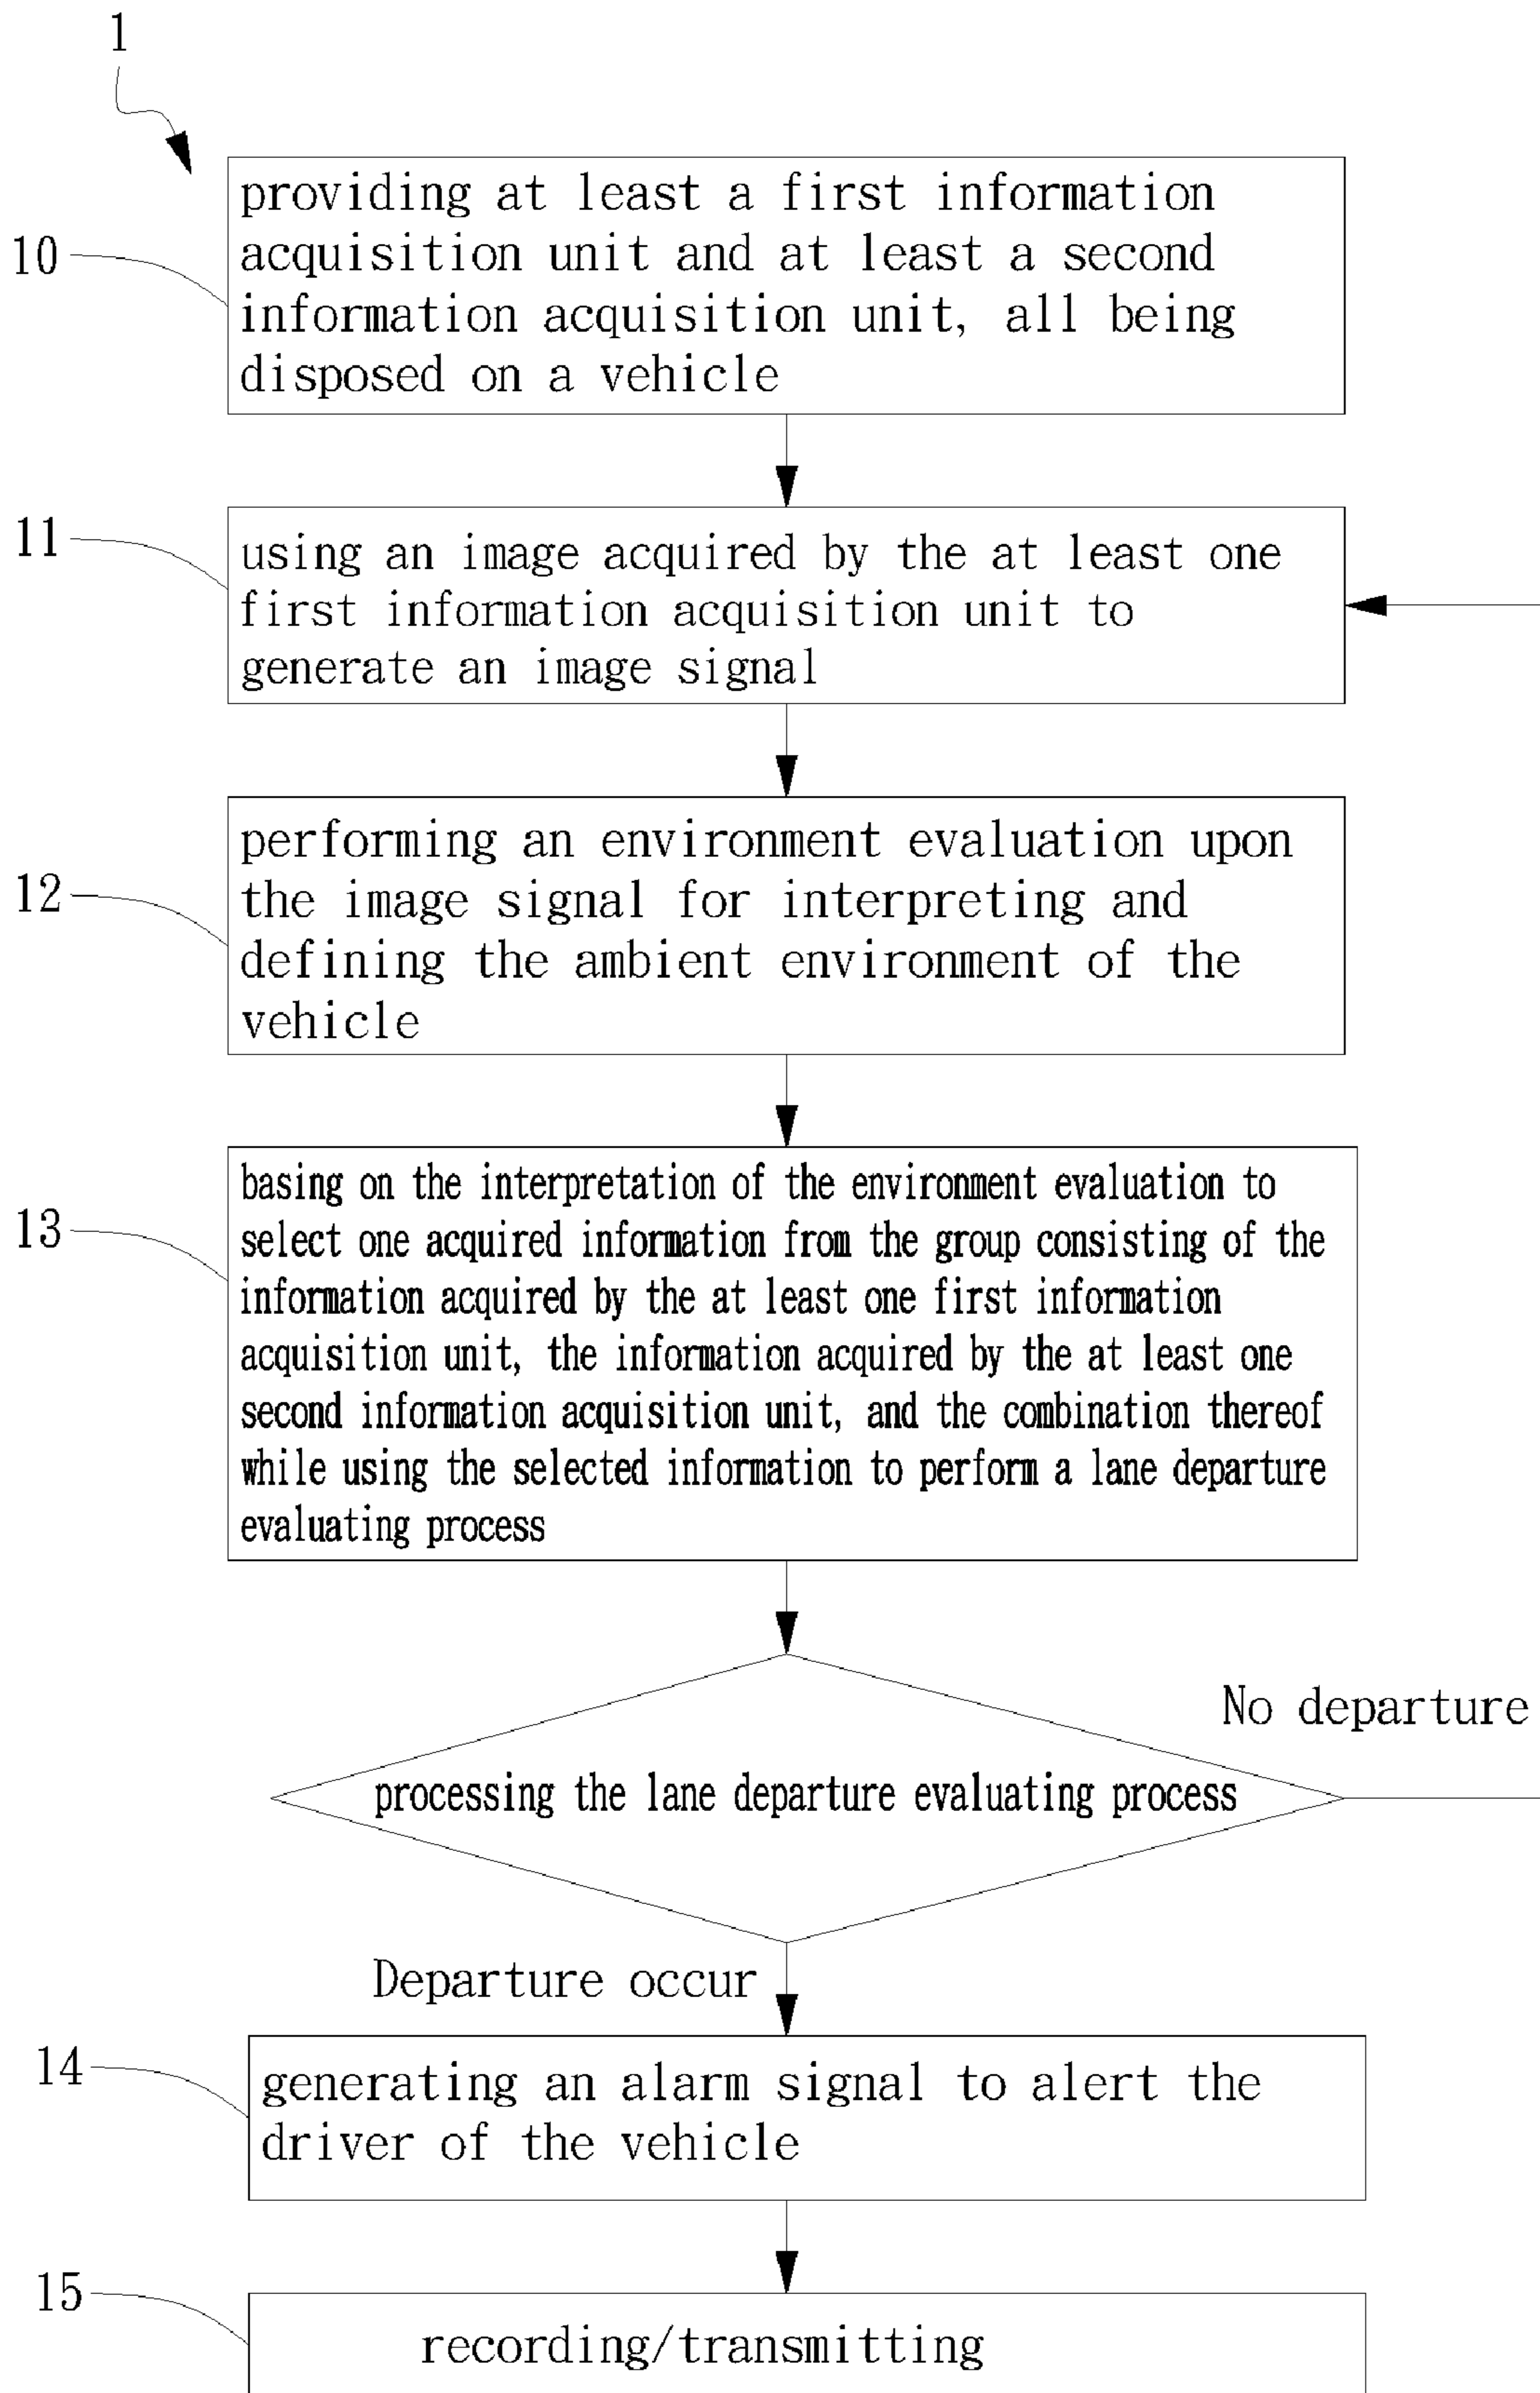 1
10
providing at least a first information
acquisition unit and at least a second
information acquisition unit, all being
disposed on a vehicle
11
using an image acquired by the at least one
first information acquisition unit to
generate an image signal
12
performing an environment evaluation upon
the image signal for interpreting and
defining the ambient environment of the
vehicle
13
basing on the interpretation of the environment evaluation to
select one acquired information from the group consisting of the
information acquired by the at least one first information
acquisition unit, the information acquired by the at least one
second information acquisition unit, and the combination thereof
while using the selected information to perform a lane departure
evaluating process
No departure
processing the lane departure evaluating process
Departure occur
14
generating an alarm signal to alert the
driver of the vehicle
15
recording/transmitting